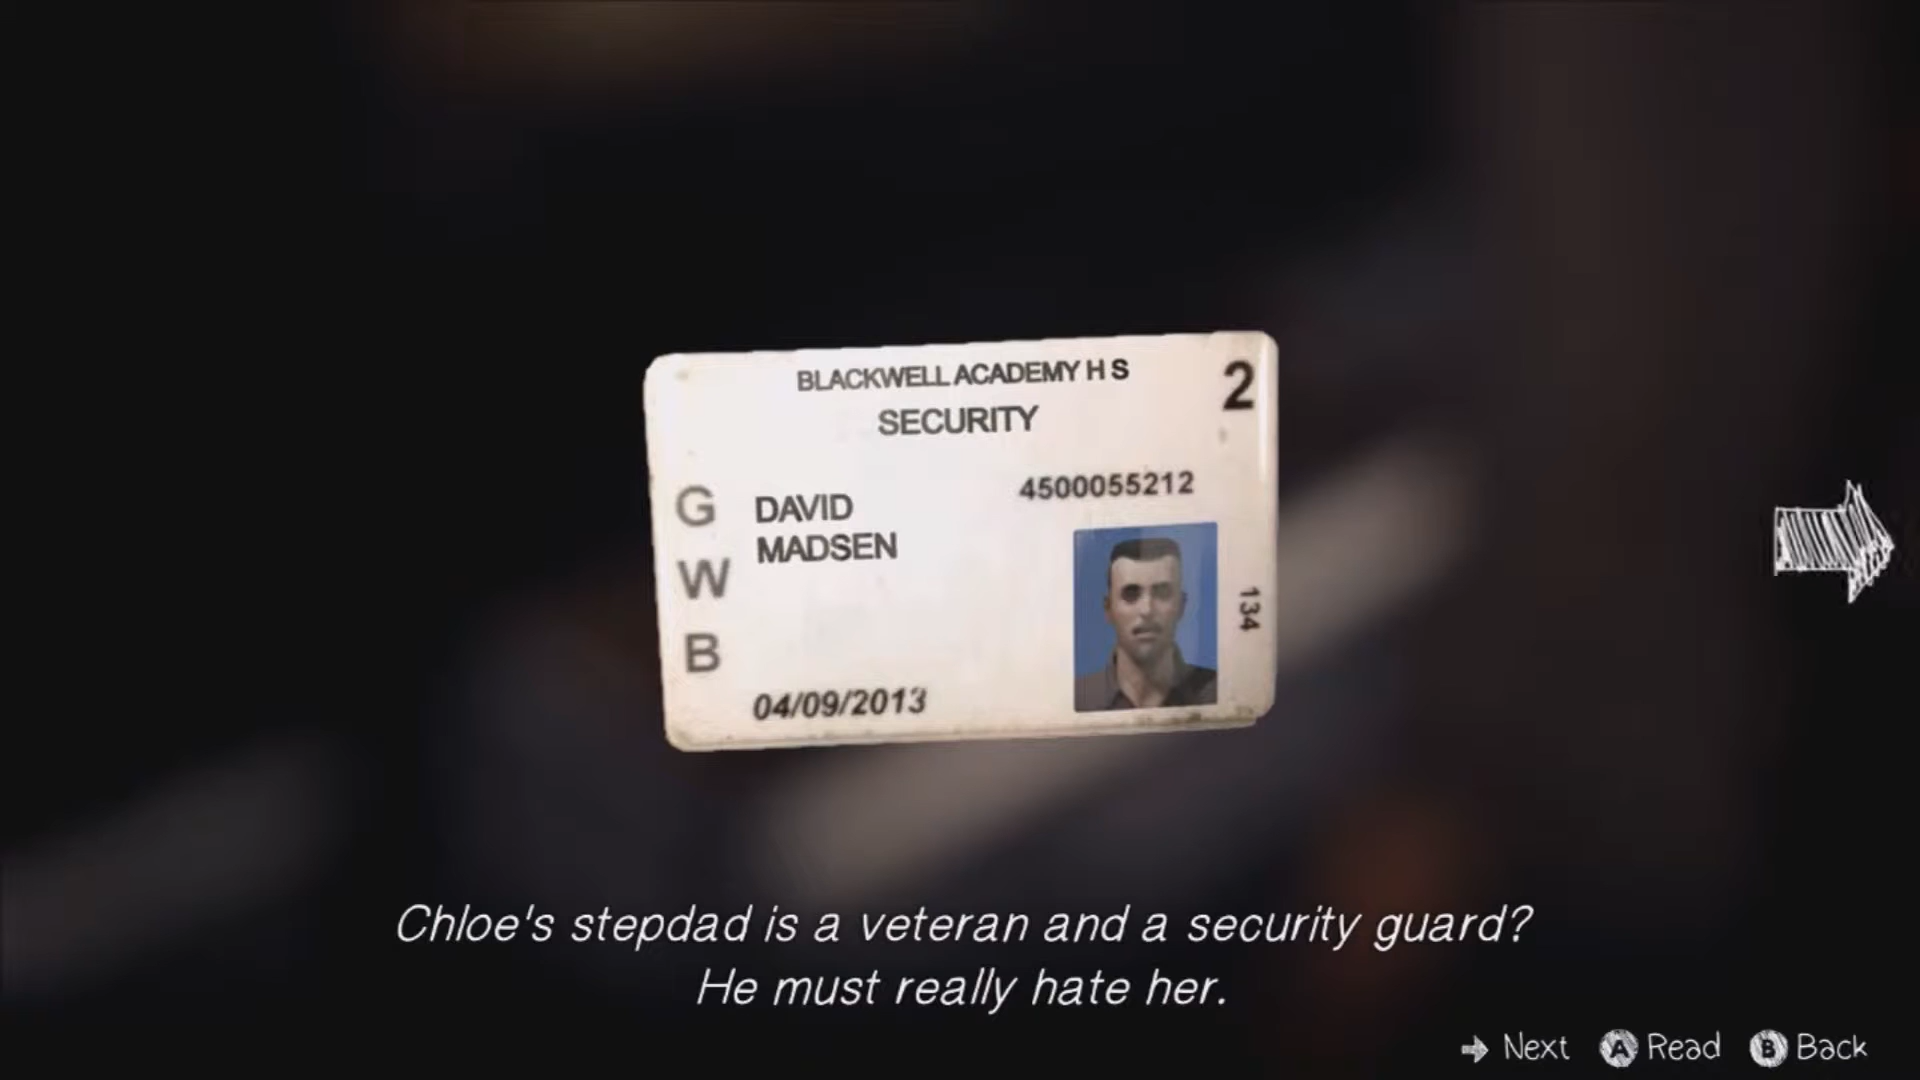 BLACKWELL ACADEMY H S
2
SECURITY
4500055212
G
DAVID
MADSEN
W
134
B
04/09/2013
Chloe's stepdad is a veteran and a security guard?
He must really hate her.
Next
A Read
B Back